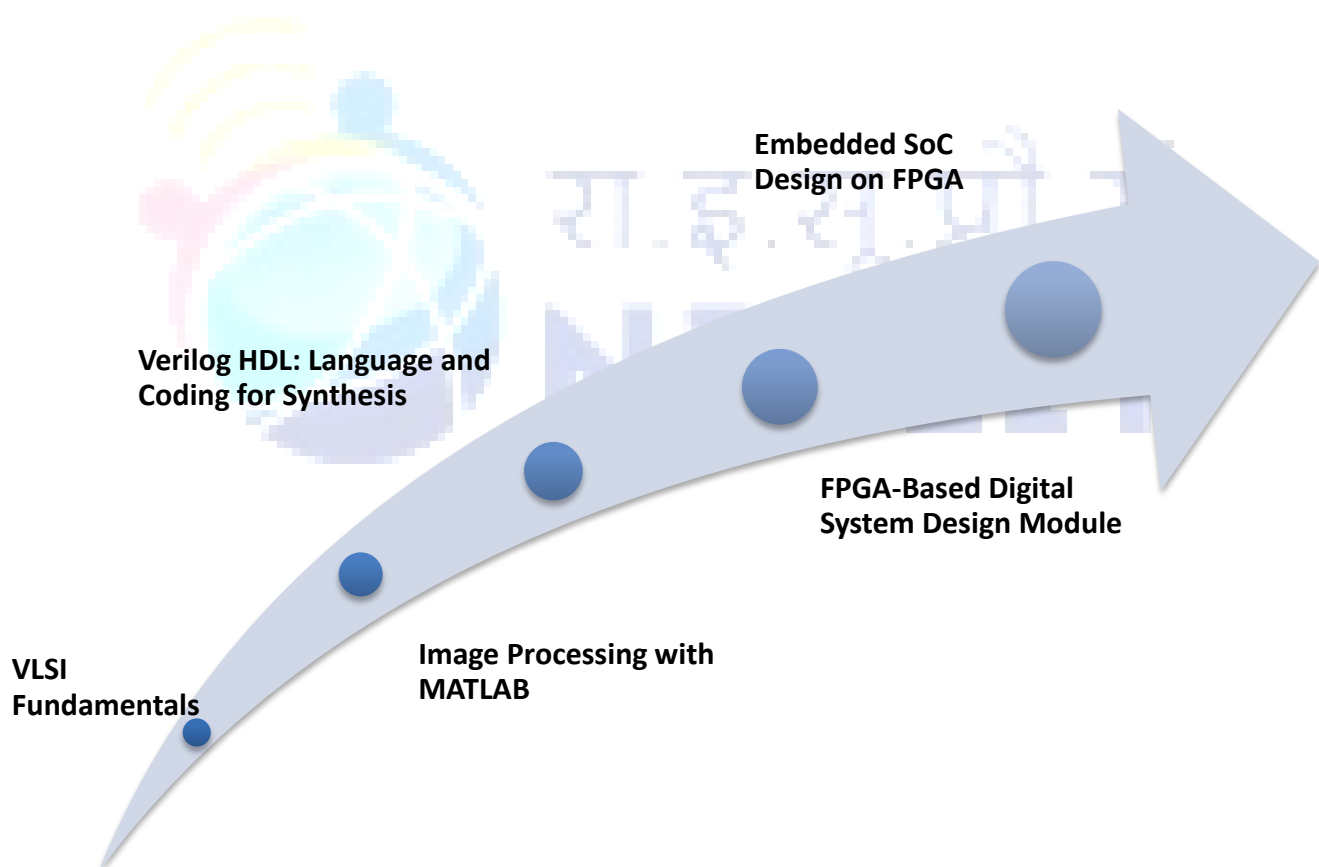 Embedded SoC
Design on FPGA
रा.इ.सू.प्रौ.सं
Verilog HDL: Language and
Coding for Synthesis
FPGA-Based Digital
System Design Module
Image Processing with
MATLAB
VLSI
Fundamentals